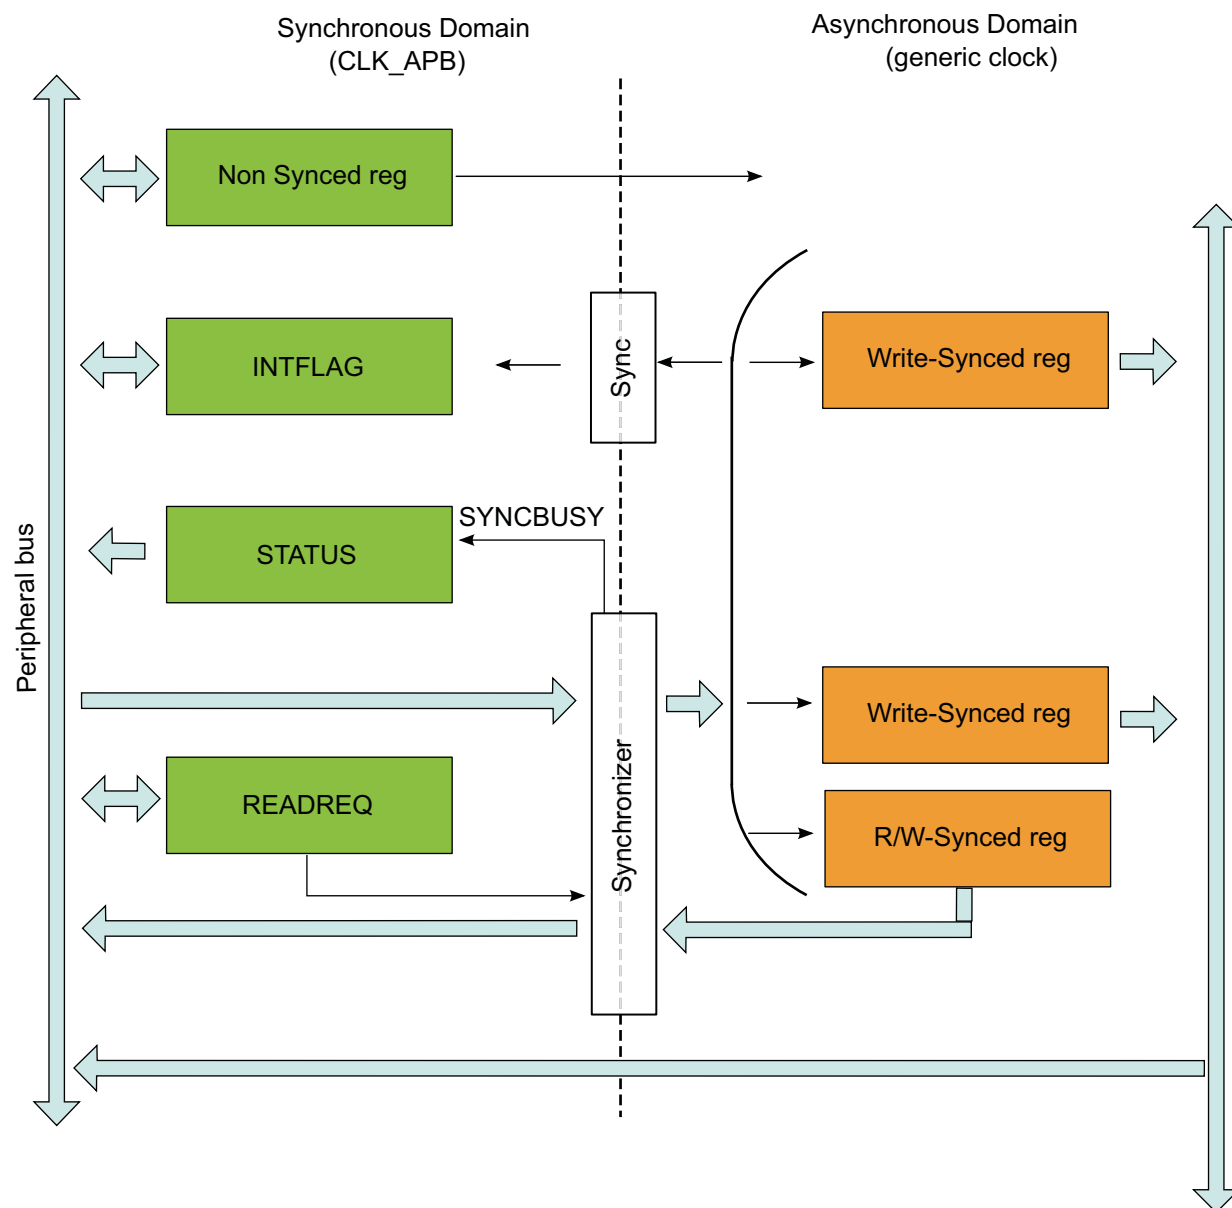 Synchronous Domain
(CLK_APB)
Asynchronous Domain
(generic clock)
Non Synced reg
INTFLAG
Sync
Write-Synced reg
SYNCBUSY
STATUS
Peripheral bus
Write-Synced reg
Synchronizer
READREQ
R/W-Synced reg